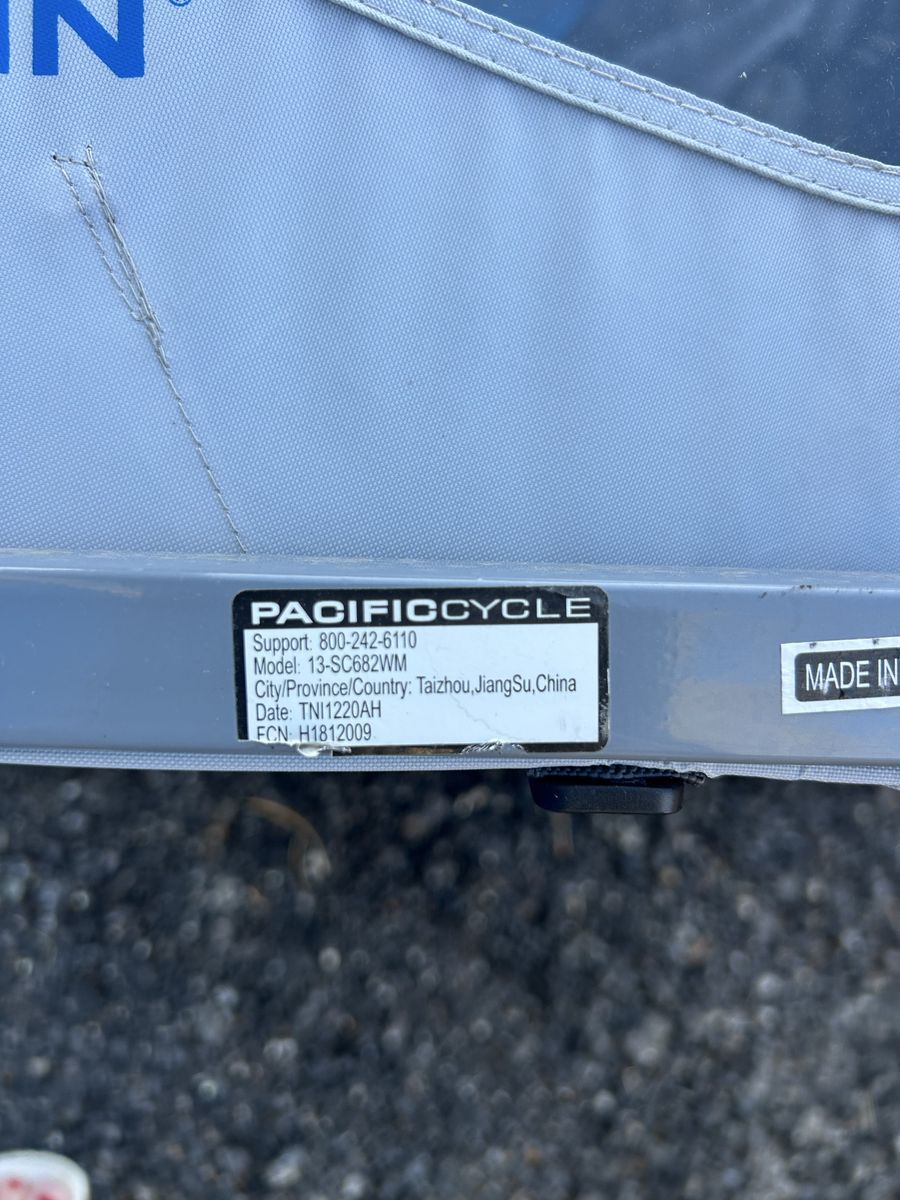 IN®
PACIFICCYCLE
Support: 800-242-6110
Model: 13-SC682WM
City/Province/Country: Taizhou,JiangSu,China
Date: TNI1220AH
ECN: H1812009
MADE IN